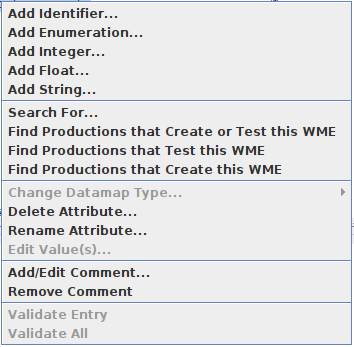 Add Identifier...
Add Enumeration...
Add Integer...
Add Float...
Add String...
Search For...
Find Productions that Create or Test this WME
Find Productions that Test this WME
Find Productions that Create this WME
Change Datamap Type...
Delete Attribute...
Rename Attribute...
Edit Value(s)...
Add/Edit Comment...
Remove Comment
Validate Entry
Validate All